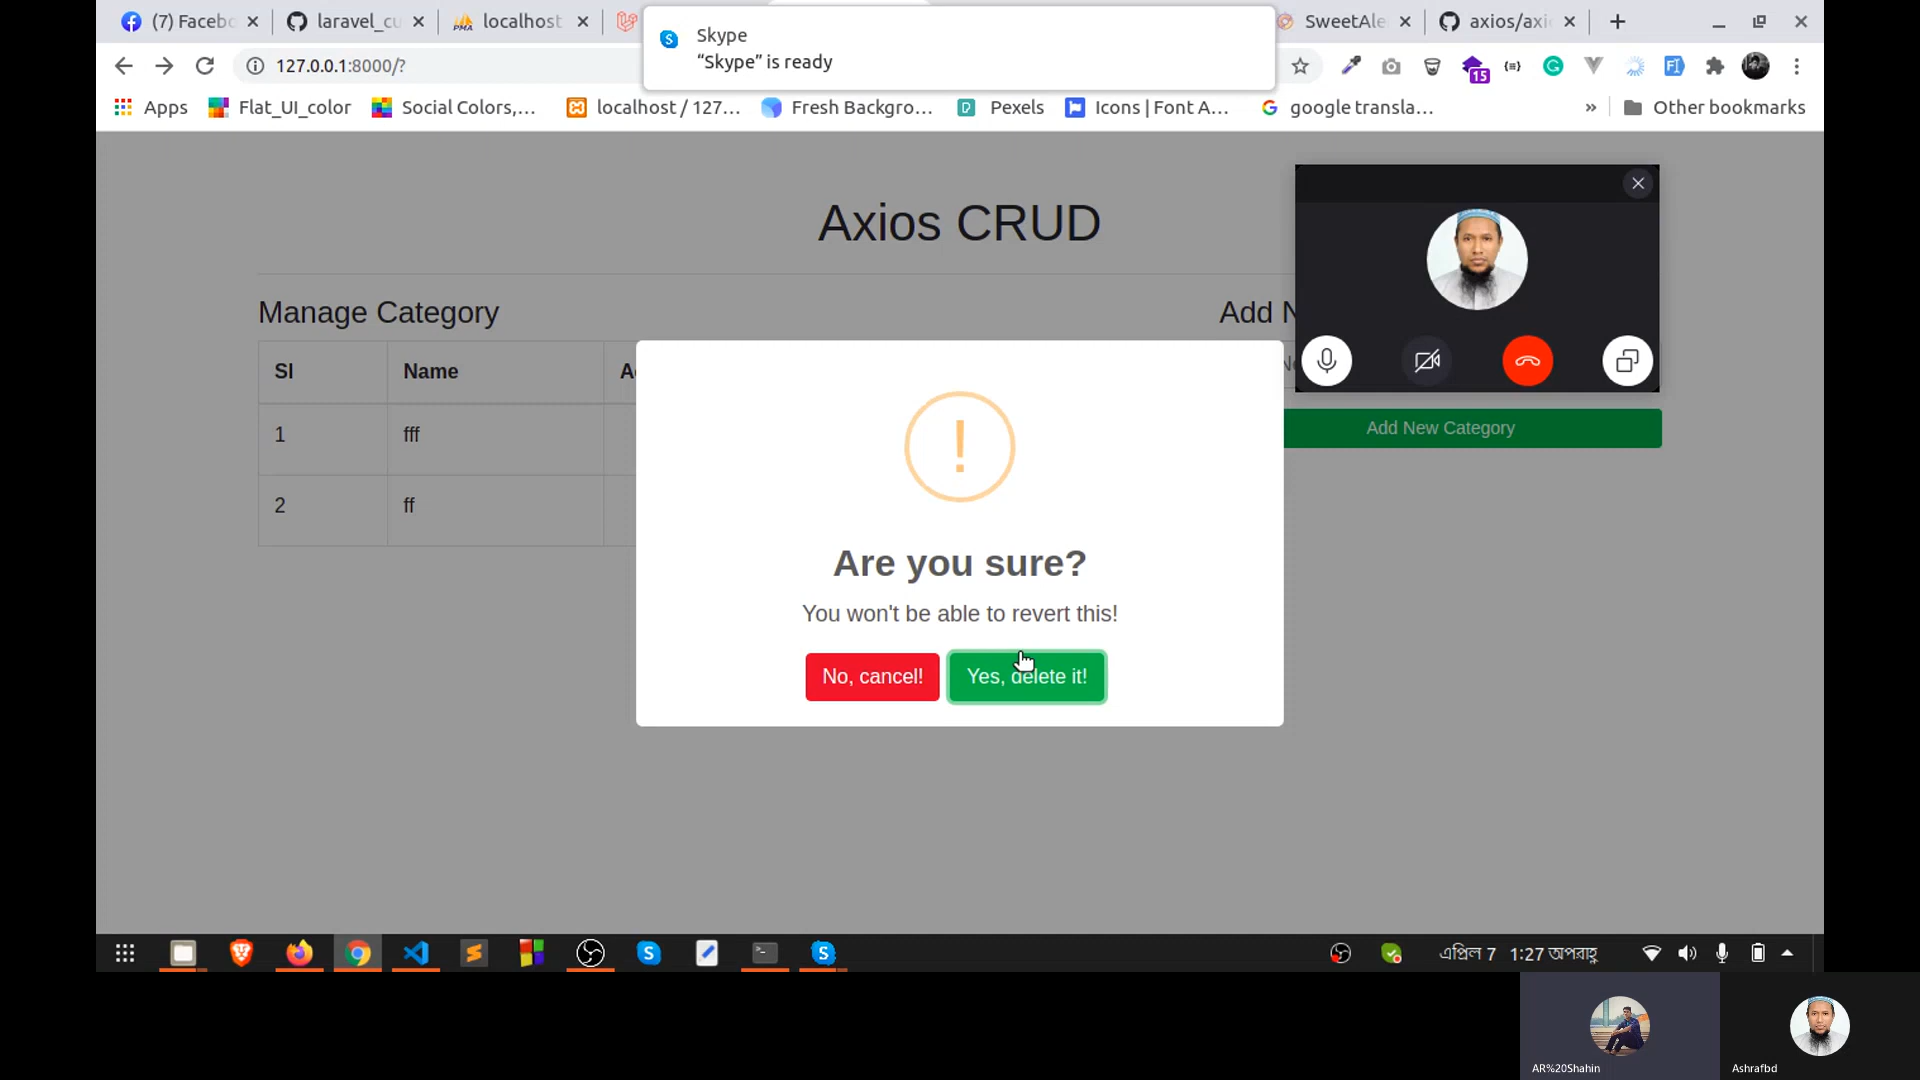 (7) Facebo
laravel_cu
localhost
SweetAle
axios/axi
Skype
“Skype” is ready
127.0.0.1:8000/?
15
Apps
Flat_UI_color
Social Colors,...
localhost / 127...
Fresh Backgro...
Pexels
Icons | Font A...
google transla...
»
Other bookmarks
Axios CRUD
Manage Category
Add N
Sl
Name
1
fff
2
ff
Add New Category
!
Are you sure?
You won't be able to revert this!
No, cancel!
Yes, delete it!
এপ্রিল 7 1:27 অপরাহ্ণ
AR%20Shahin
Ashrafbd